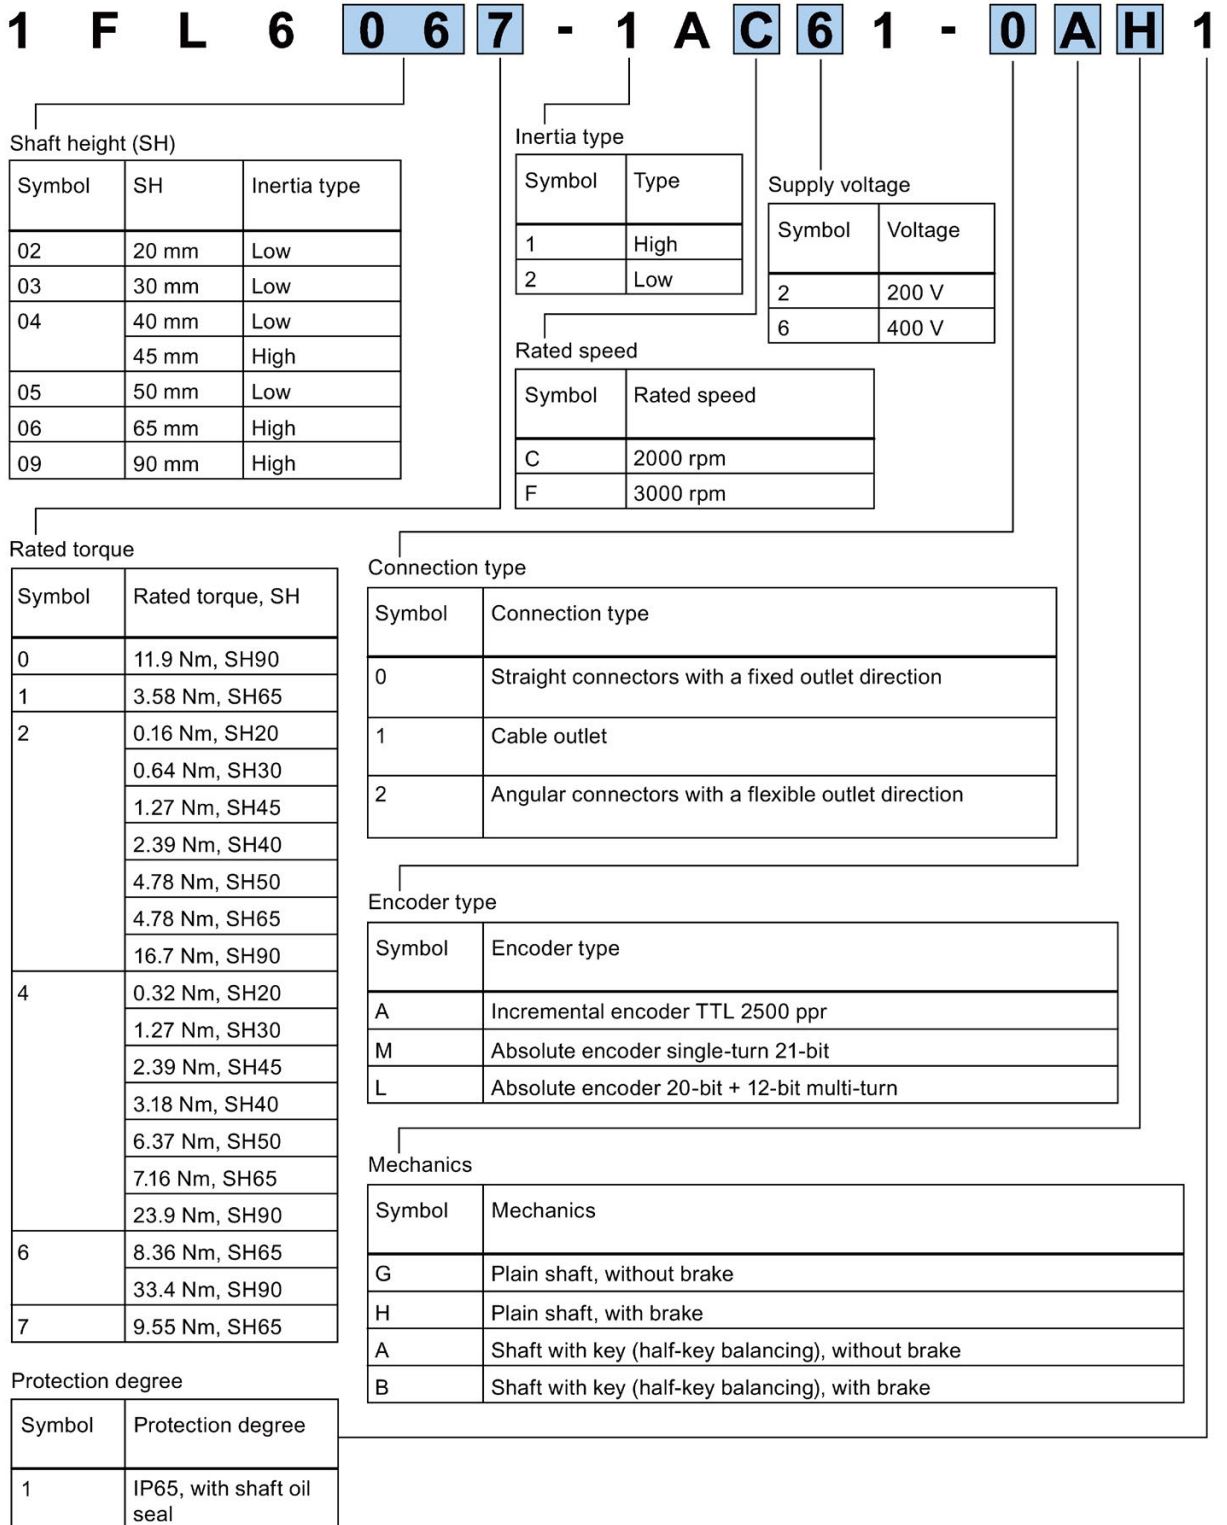 1 F L 6 0 6 7 - 1 A C 6 1 - 0 A H 1
Shaft height (SH)
Symbol SH Inertia type
02 20 mm Low
03 30 mm Low
04 40 mm Low
45 mm High
05 50 mm Low
06 65 mm High
09 90 mm High
Inertia type
Symbol Type
1 High
2 Low
Supply voltage
Symbol Voltage
2 200 V
6 400 V
Rated speed
Symbol Rated speed
C 2000 rpm
F 3000 rpm
Rated torque
Symbol Rated torque, SH
0 11.9 Nm, SH90
1 3.58 Nm, SH65
2 0.16 Nm, SH20
0.64 Nm, SH30
1.27 Nm, SH45
2.39 Nm, SH40
4.78 Nm, SH50
4.78 Nm, SH65
16.7 Nm, SH90
4 0.32 Nm, SH20
1.27 Nm, SH30
2.39 Nm, SH45
3.18 Nm, SH40
6.37 Nm, SH50
7.16 Nm, SH65
23.9 Nm, SH90
6 8.36 Nm, SH65
33.4 Nm, SH90
7 9.55 Nm, SH65
Connection type
Symbol Connection type
0 Straight connectors with a fixed outlet direction
1 Cable outlet
2 Angular connectors with a flexible outlet direction
Encoder type
Symbol Encoder type
A Incremental encoder TTL 2500 ppr
M Absolute encoder single-turn 21-bit
L Absolute encoder 20-bit + 12-bit multi-turn
Mechanics
Symbol Mechanics
G Plain shaft, without brake
H Plain shaft, with brake
A Shaft with key (half-key balancing), without brake
B Shaft with key (half-key balancing), with brake
Protection degree
Symbol Protection degree
1 IP65, with shaft oil
seal